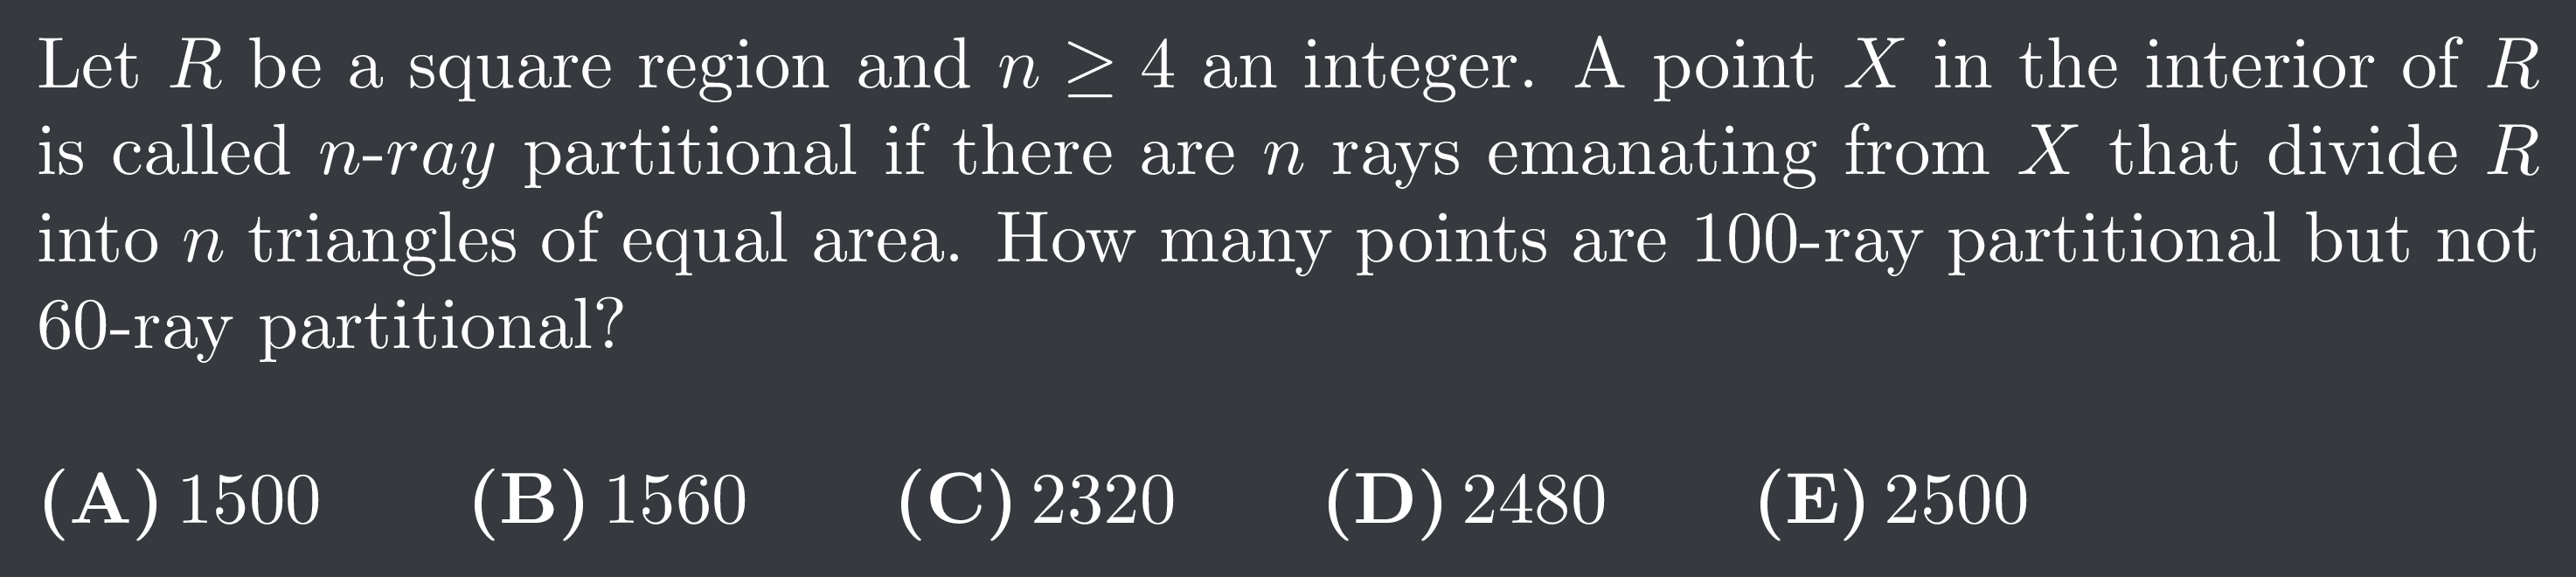 Let R be a square region and n ≥ 4 an integer. A point X in the interior of R
is called n-ray partitional if there are n rays emanating from X that divide R
into n triangles of equal area. How many points are 100-ray partitional but not
60-ray partitional?
(A) 1500 (B) 1560 (C) 2320 (D) 2480 (E) 2500